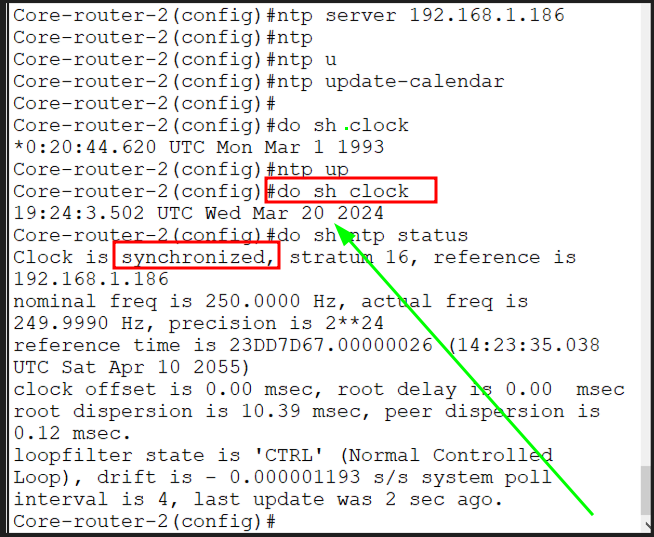 Core-router-2(config)#ntp server 192.168.1.186
Core-router-2(config)#ntp
Core-router-2(config)#ntp u
Core-router-2(config)#ntp update-calendar
Core-router-2(config)#
Core-router-2(config)#do sh clock
*0:20:44.620 UTC Mon Mar 1 1993
Core-router-2(config)#ntp up
Core-router-2(config)#do sh clock
19:24:3.502 UTC Wed Mar 20 2024
Core-router-2(config)#do sh ntp status
Clock is synchronized, stratum 16, reference is
192.168.1.186
nominal freq is 250.0000 Hz, actual freq is
249.9990 Hz, precision is 2**24
reference time is 23DD7D67.00000026 (14:23:35.038
UTC Sat Apr 10 2055)
clock offset is 0.00 msec, root delay is 0.00  msec
root dispersion is 10.39 msec, peer dispersion is
0.12 msec.
loopfilter state is 'CTRL' (Normal Controlled
Loop), drift is - 0.000001193 s/s system poll
interval is 4, last update was 2 sec ago.
Core-router-2(config)#